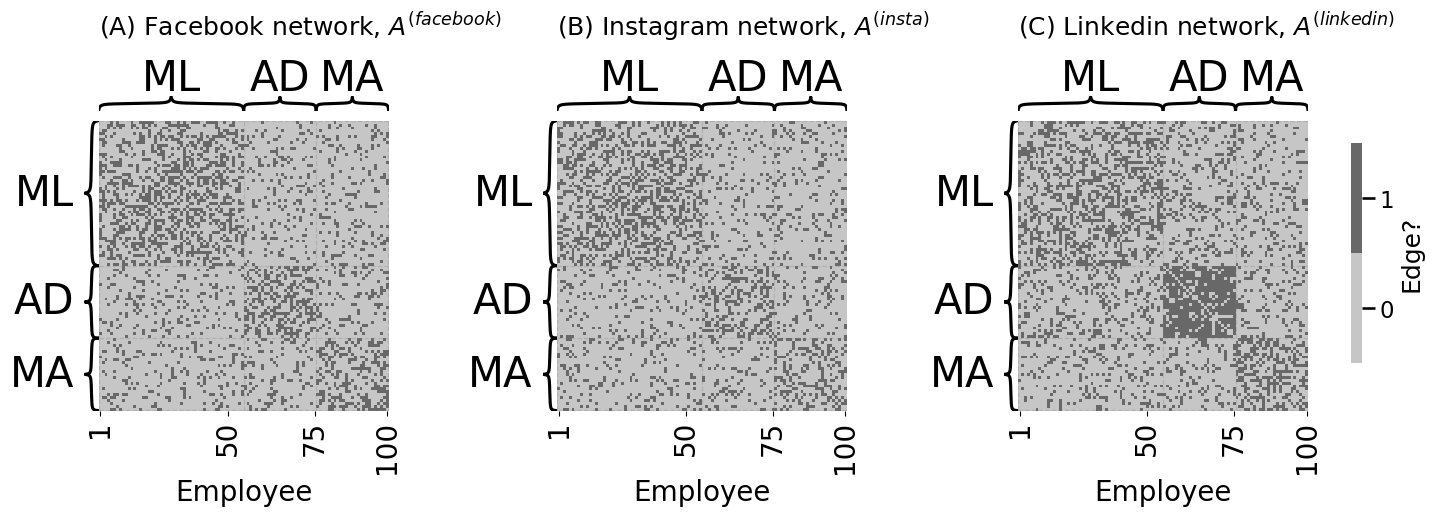 (A) Facebook network, A^(facebook)
ML AD MA
ML
AD
MA
1 50 75 100
Employee
(B) Instagram network, A^(insta)
ML AD MA
ML
AD
MA
1 50 75 100
Employee
(C) Linkedin network, A^(linkedin)
ML AD MA
ML
AD
MA
1 50 75 100
Employee
1
0
Edge?